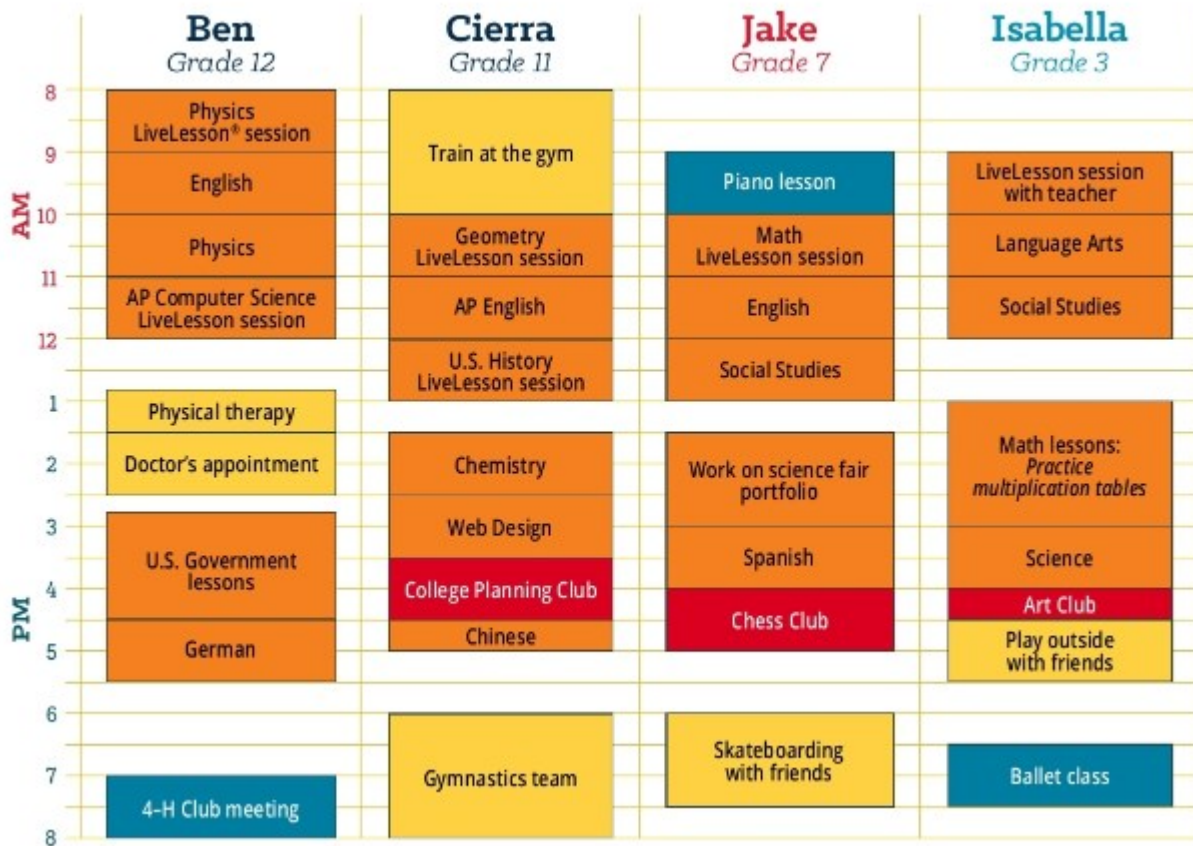 Ben
Grade 12
Cierra
Grade 11
Jake
Grade 7
Isabella
Grade 3
AM
8
9
10
11
12
PM
1
2
3
4
5
6
7
8
Physics
LiveLesson® session
English
Physics
AP Computer Science
LiveLesson session
Physical therapy
Doctor's appointment
U.S. Government
lessons
German
4-H Club meeting
Train at the gym
Geometry
LiveLesson session
AP English
U.S. History
LiveLesson session
Chemistry
Web Design
College Planning Club
Chinese
Gymnastics team
Piano lesson
Math
LiveLesson session
English
Social Studies
Work on science fair
portfolio
Spanish
Chess Club
Skateboarding
with friends
LiveLesson session
with teacher
Language Arts
Social Studies
Math lessons:
Practice
multiplication tables
Science
Art Club
Play outside
with friends
Ballet class